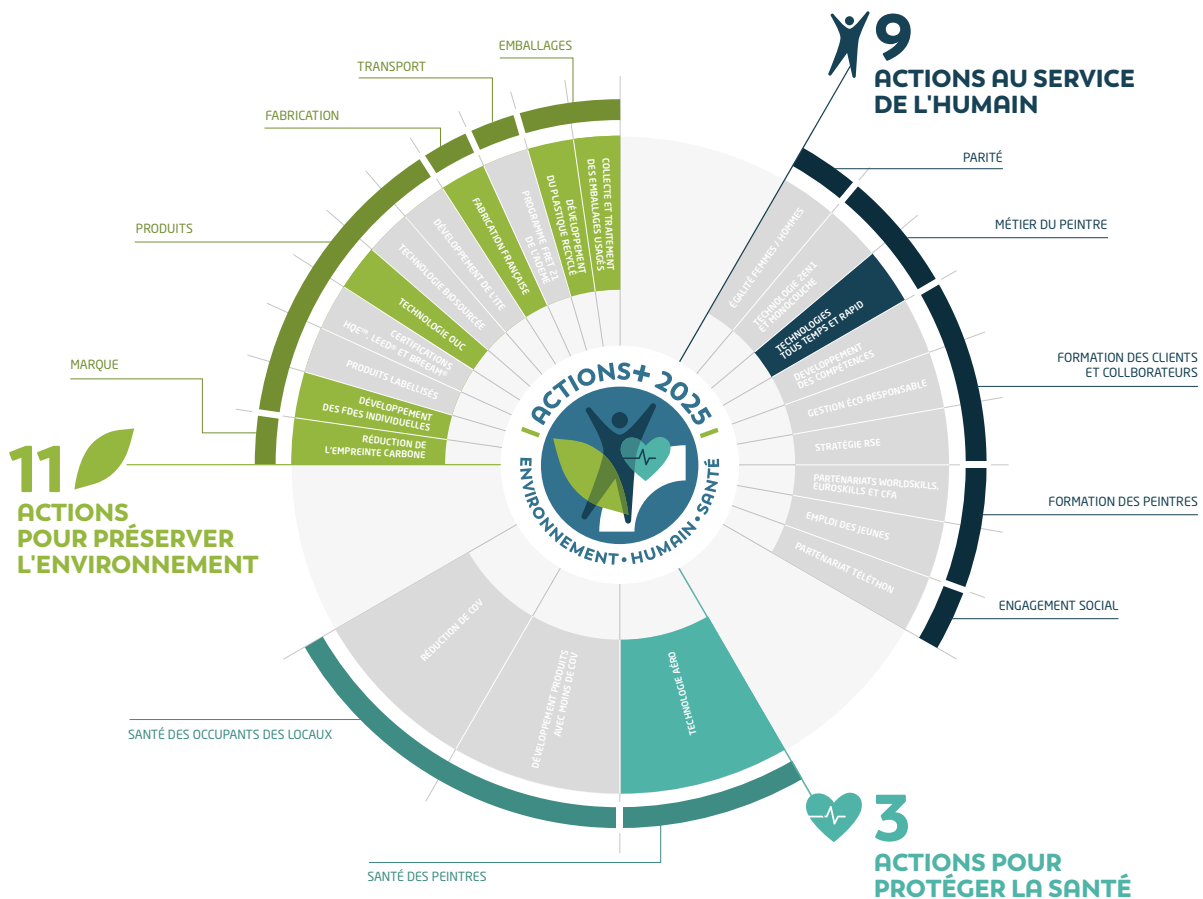 EMBALLAGES
TRANSPORT
FABRICATION
PRODUITS
MARQUE
11
ACTIONS
POUR PRÉSERVER
L'ENVIRONNEMENT
COLLECTE ET TRAITEMENT
DES EMBALLAGES USAGÉS
DÉVELOPPEMENT
DU PLASTIQUE RECYCLÉ
PROGRAMME FRET 21
DE L'ADEME
FABRICATION FRANÇAISE
DÉVELOPPEMENT DE L'ITE
TECHNOLOGIE BIOSOURCÉE
TECHNOLOGIE OUC
CERTIFICATIONS
HQE™, LEED® ET BREEAM®
PRODUITS LABELLISÉS
DÉVELOPPEMENT
DES FDES INDIVIDUELLES
RÉDUCTION DE
L'EMPREINTE CARBONE
9
ACTIONS AU SERVICE
DE L'HUMAIN
PARITÉ
MÉTIER DU PEINTRE
FORMATION DES CLIENTS
ET COLLBORATEURS
FORMATION DES PEINTRES
ENGAGEMENT SOCIAL
EGALITÉ FEMMES / HOMMES
TECHNOLOGIE 2EN1
ET MONOCOUCHE
TECHNOLOGIES
TOUS TEMPS ET RAPID
DÉVELOPPEMENT
DES COMPÉTENCES
GESTION ÉCO-RESPONSABLE
STRATÉGIE RSE
PARTENARIATS WORLDSKILLS,
EUROSKILLS ET CFA
EMPLOI DES JEUNES
PARTENARIAT TÉLÉTHON
ACTIONS+ 2025
ENVIRONNEMENT • HUMAIN • SANTÉ
RÉDUCTION DE COV
DÉVELOPPEMENT PRODUITS
AVEC MOINS DE COV
TECHNOLOGIE AÉRO
SANTÉ DES OCCUPANTS DES LOCAUX
SANTÉ DES PEINTRES
3
ACTIONS POUR
PROTÉGER LA SANTÉ